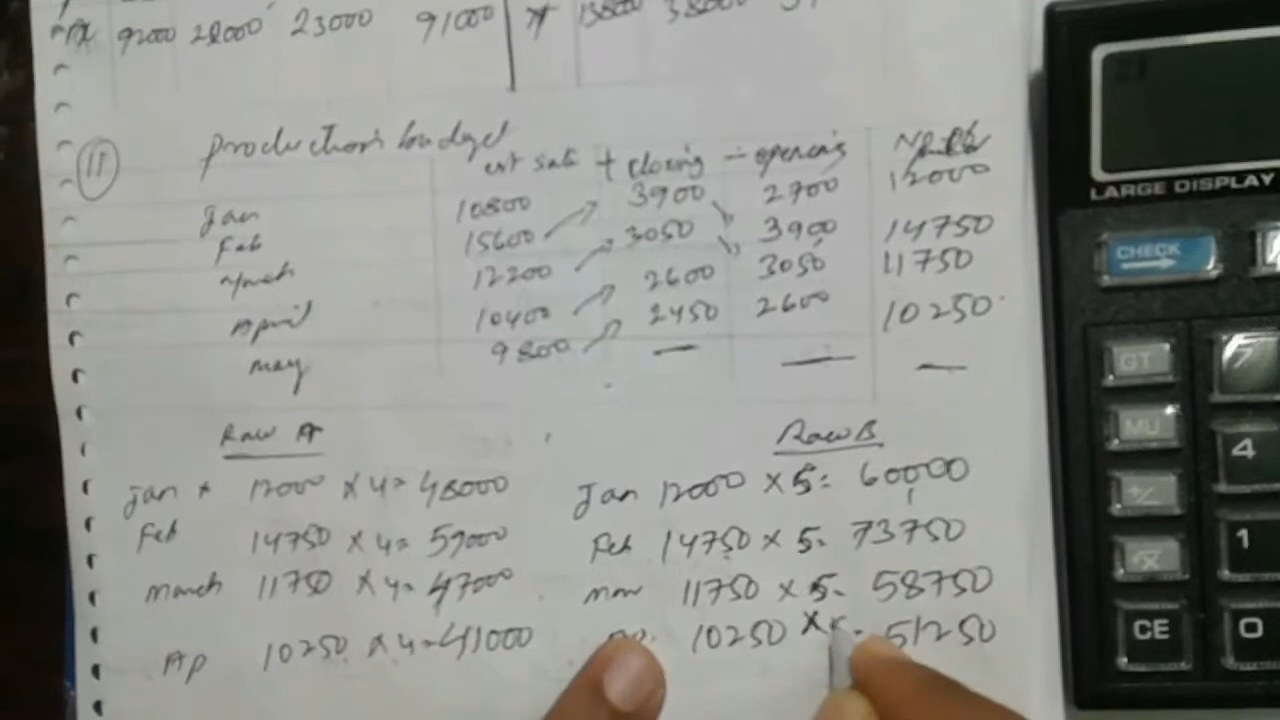 92000 28000 23000 91000
11 production budget
est sale + closing - opening
Jan 10800 3900 2700 12000
Feb 15600 3050 3900 14750
March 12200 2600 3050 11750
April 10400 2450 2600 10250
may 9800 — — —
Raw A Raw B
Jan 12000 x 4= 48000 Jan 12000 x 5= 60000
Feb 14750 x 4= 59000 Feb 14750 x 5= 73750
march 11750 x 4= 47000 mar 11750 x 5= 58750
Ap 10250 x 4= 41000 10250 x 5= 51250
LARGE DISPLAY
CHECK
GT 7
MU 4
+/-
√x 1
CE 0